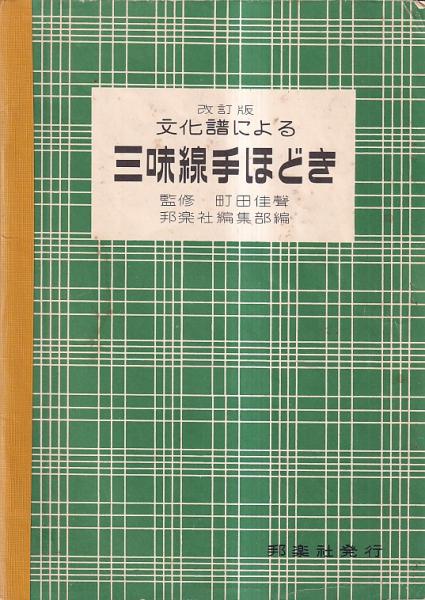 改訂版
文化譜による
三味線手ほどき
監修 町田佳聲
邦楽社編集部編
邦楽社発行